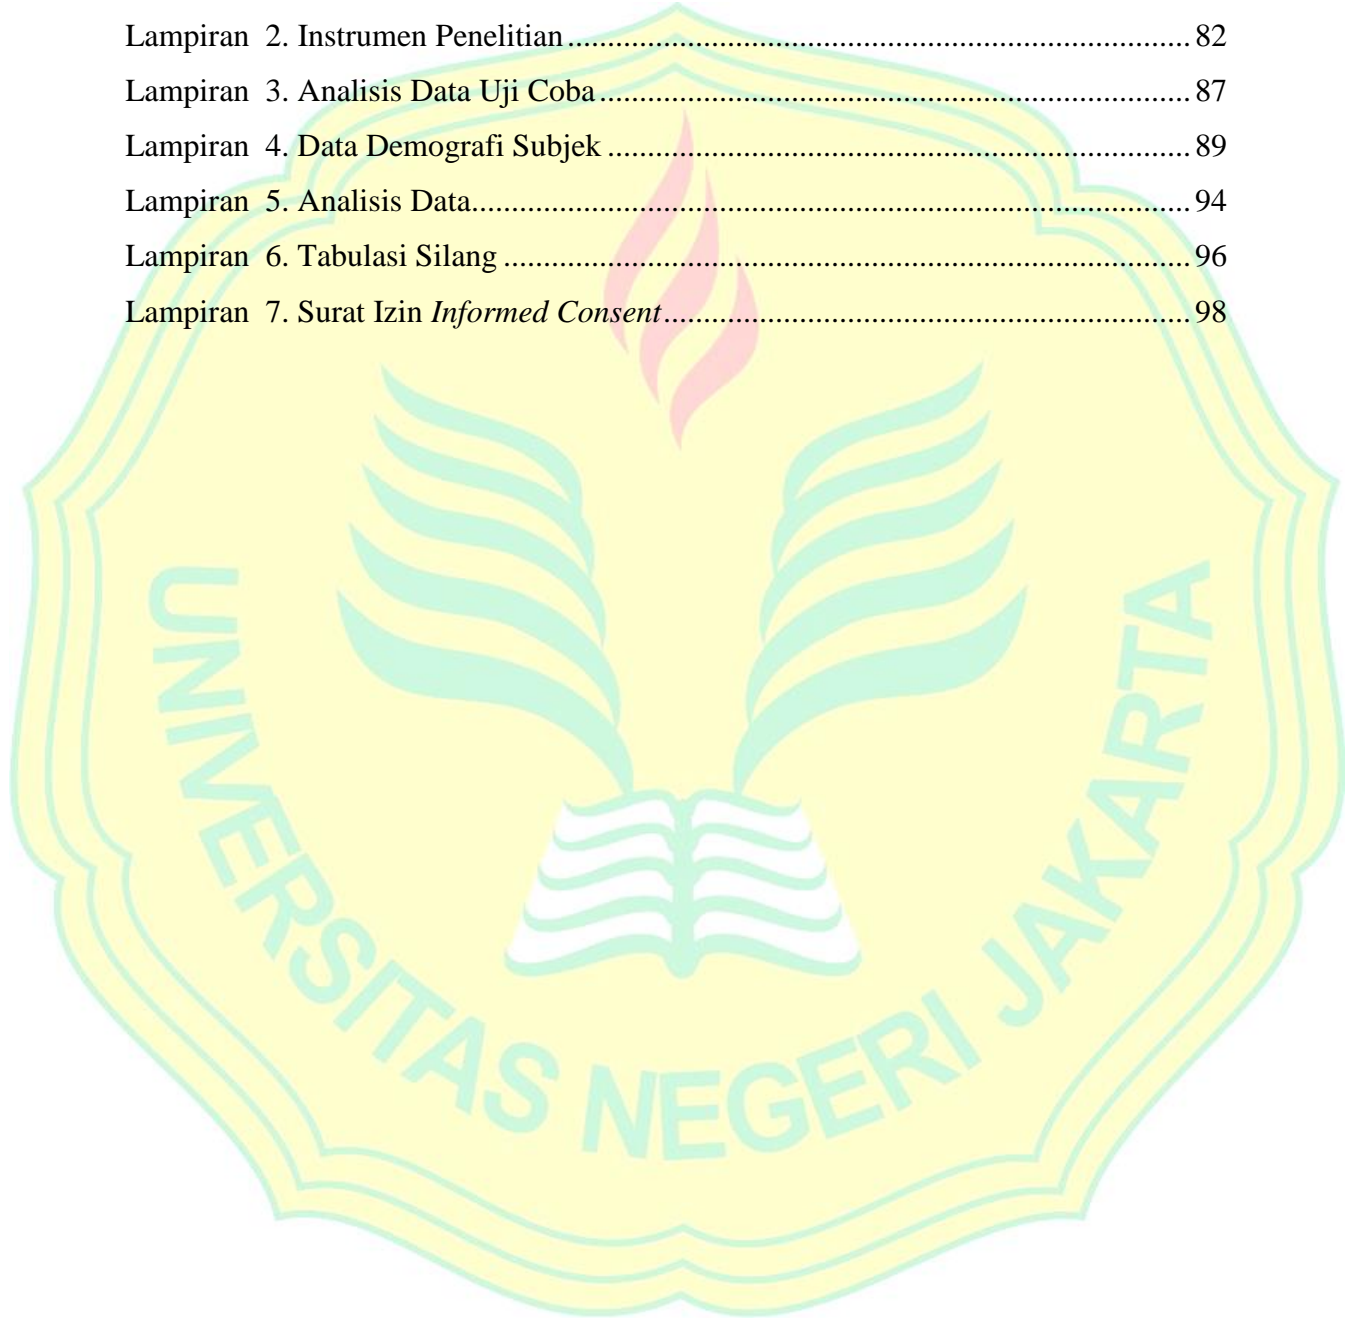 Lampiran  2. Instrumen Penelitian ............................................................................. 82
Lampiran  3. Analisis Data Uji Coba ......................................................................... 87
Lampiran  4. Data Demografi Subjek ........................................................................ 89
Lampiran  5. Analisis Data......................................................................................... 94
Lampiran  6. Tabulasi Silang ..................................................................................... 96
Lampiran  7. Surat Izin Informed Consent................................................................. 98
UNIVERSITAS NEGERI JAKARTA